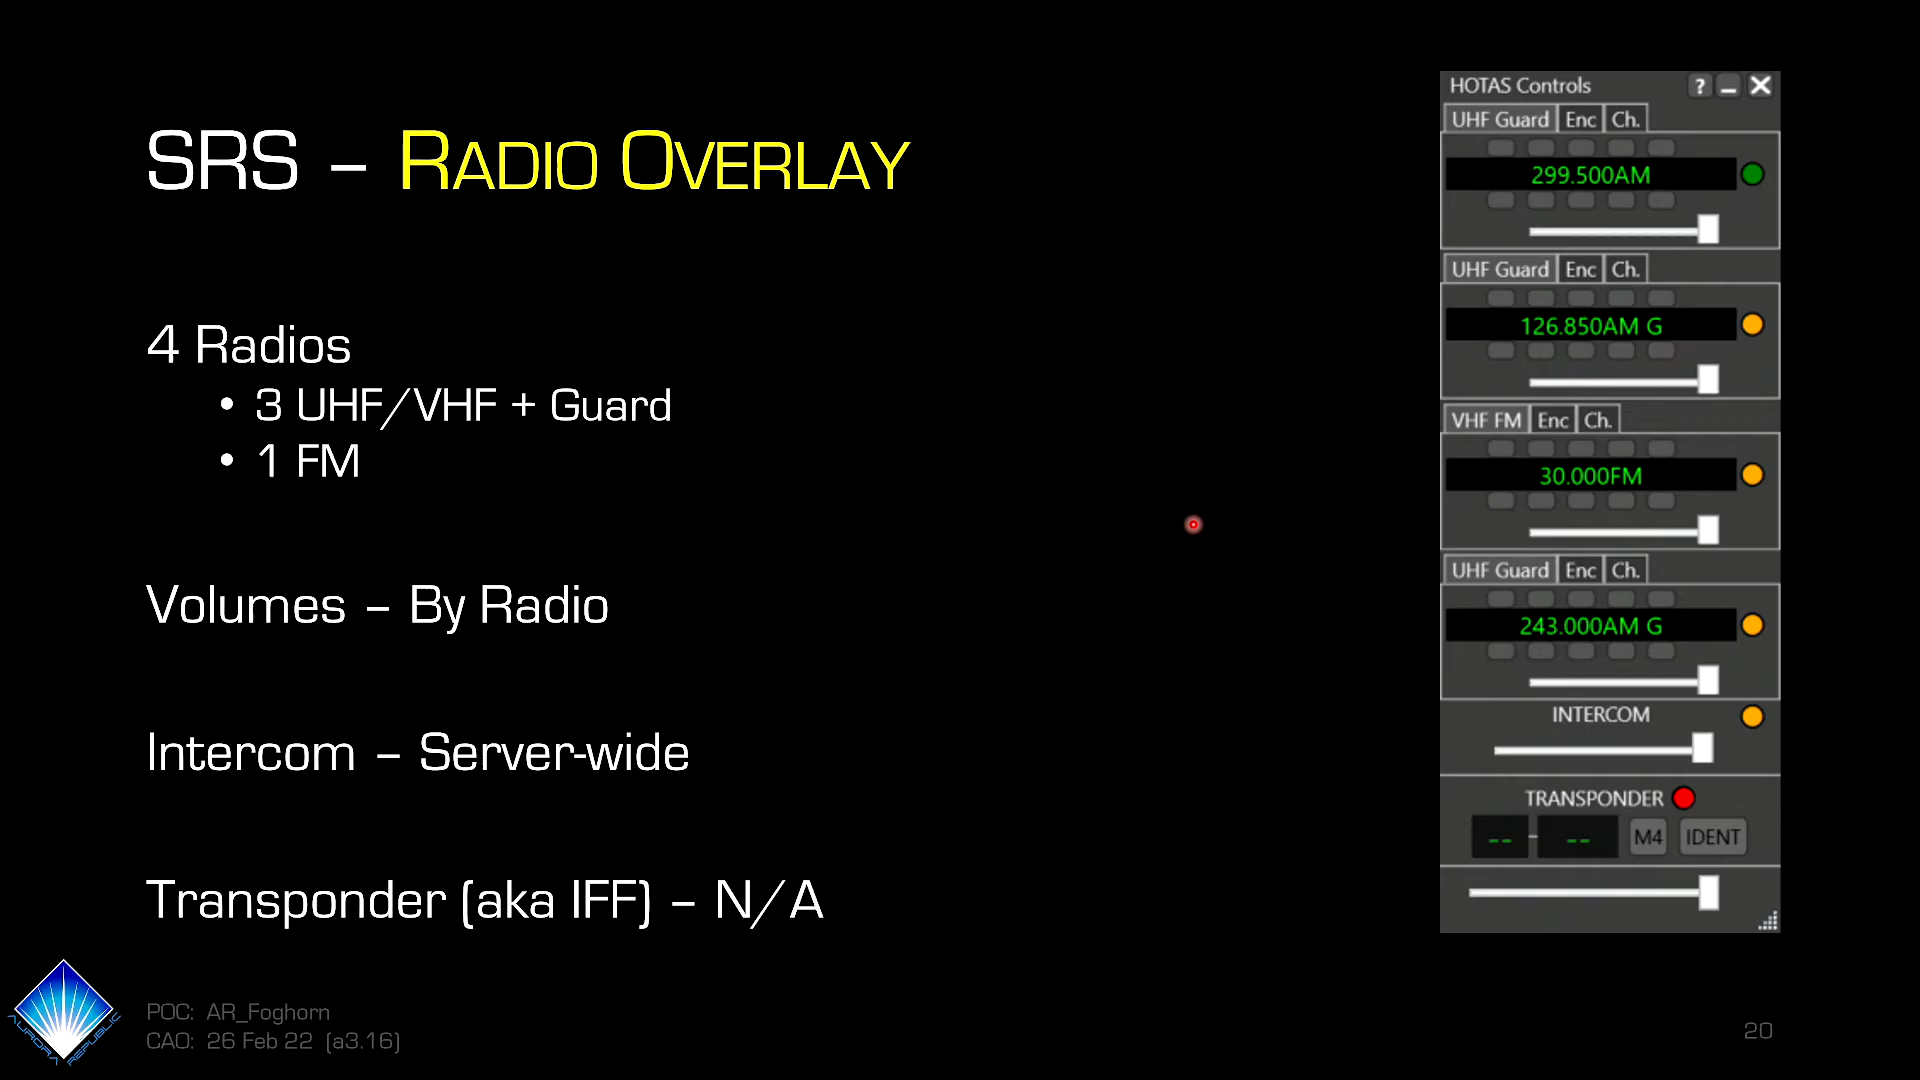 SRS – RADIO OVERLAY
4 Radios
• 3 UHF/VHF + Guard
• 1 FM
Volumes – By Radio
Intercom – Server-wide
Transponder (aka IFF) – N/A
HOTAS Controls ? _ X
UHF Guard Enc Ch.
299.500AM
UHF Guard Enc Ch.
126.850AM G
VHF FM Enc Ch.
30.000FM
UHF Guard Enc Ch.
243.000AM G
INTERCOM
TRANSPONDER
-- - -- M4 IDENT
AURORA REPUBLIC
POC: AR_Foghorn
CAO: 26 Feb 22 (a3.16)
20